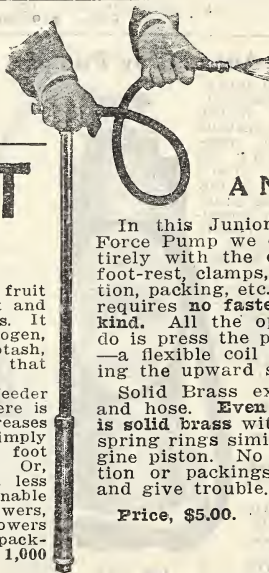 T
A N
fruit
and
s. It
ogen,
otash,
that
eeder
ere is
reases
imply
foot
Or,
less
nable
wers,
owers
pack-
1,000
In this Junior
Force Pump we
tirely with the
foot-rest, clamps,
tion, packing, etc.
requires no faste
kind. All the op
do is press the p
—a flexible coil
ing the upward s
Solid Brass ex
and hose. Even
is solid brass wit
spring rings simi
gine piston. No
tion or packings
and give trouble.
Price, $5.00.